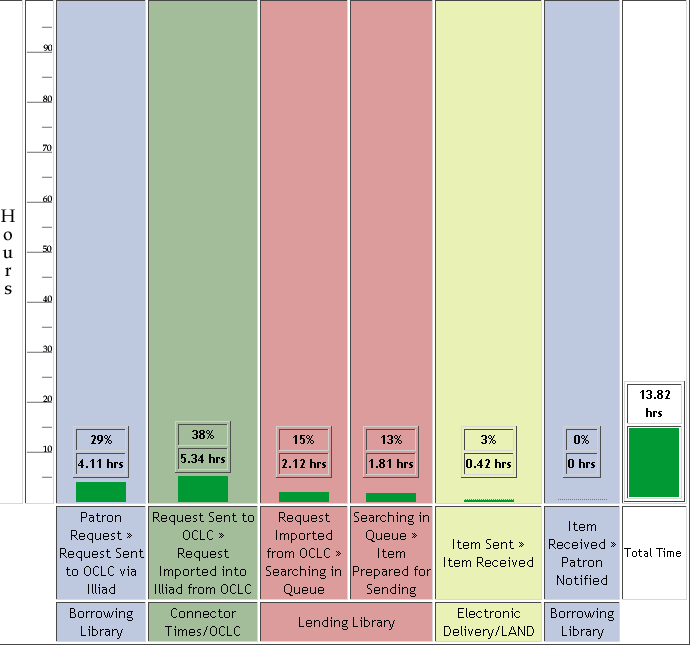 Hours
90
80
70
60
50
40
30
20
10
29%
4.11 hrs
38%
5.34 hrs
15%
2.12 hrs
13%
1.81 hrs
3%
0.42 hrs
0%
0 hrs
13.82
hrs
Patron
Request »
Request Sent
to OCLC via
Illiad
Request Sent to
OCLC »
Request
Imported into
Illiad from OCLC
Request
Imported
from OCLC »
Searching in
Queue
Searching in
Queue »
Item
Prepared for
Sending
Item Sent »
Item Received
Item
Received »
Patron
Notified
Total Time
Borrowing
Library
Connector
Times/OCLC
Lending Library
Electronic
Delivery/LAND
Borrowing
Library